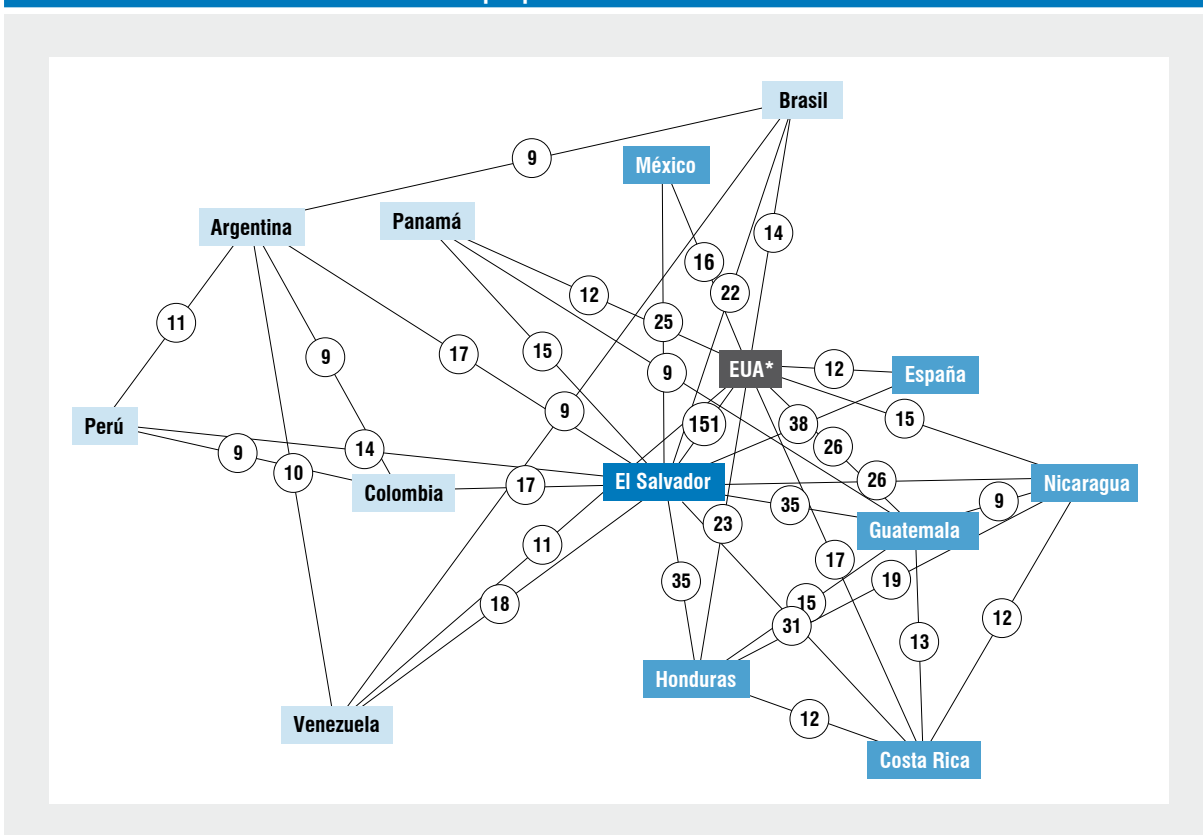 Brasil
9
México
Argentina
Panamá
14
16
12
22
11
25
17
15
9
9
EUA*
12
España
9
151
38
15
Perú
26
9
14
10
17
El Salvador
26
Nicaragua
Colombia
35
9
23
Guatemala
11
17
35
19
18
15
31
12
13
Honduras
12
Venezuela
Costa Rica